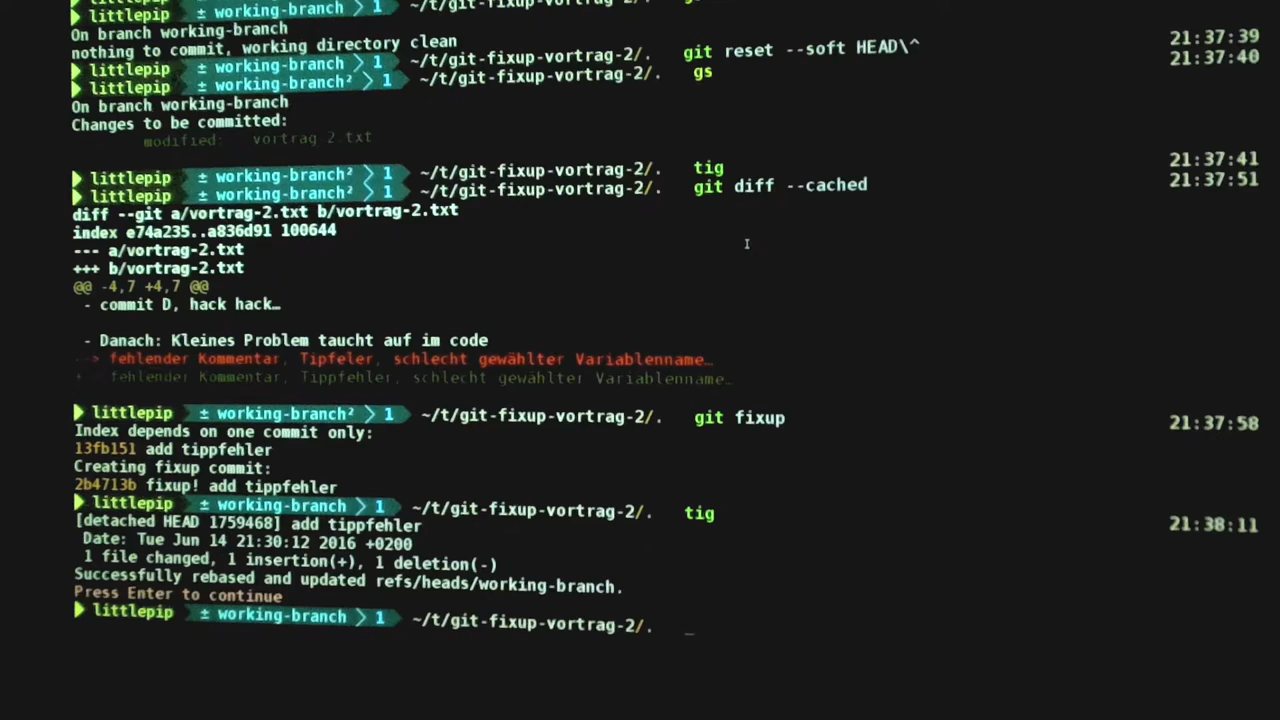 littlepip ± working-branch 1 ~/t/git-fixup-vortrag-2/.
littlepip ± working-branch 1 ~/t/git-fixup-vortrag-2/.
On branch working-branch
nothing to commit, working directory clean
littlepip ± working-branch 1 ~/t/git-fixup-vortrag-2/. git reset --soft HEAD\^ 21:37:39
littlepip ± working-branch² 1 ~/t/git-fixup-vortrag-2/. gs 21:37:40
On branch working-branch
Changes to be committed:
modified: vortrag 2.txt
littlepip ± working-branch² 1 ~/t/git-fixup-vortrag-2/. tig 21:37:41
littlepip ± working-branch² 1 ~/t/git-fixup-vortrag-2/. git diff --cached 21:37:51
diff --git a/vortrag-2.txt b/vortrag-2.txt
index e74a235..a836d91 100644
--- a/vortrag-2.txt
+++ b/vortrag-2.txt
@@ -4,7 +4,7 @@
- commit D, hack hack…
- Danach: Kleines Problem taucht auf im code
-> fehlender Kommentar, Tipfeler, schlecht gewählter Variablenname…
+ fehlender Kommentar, Tippfehler, schlecht gewählter Variablenname…
littlepip ± working-branch² 1 ~/t/git-fixup-vortrag-2/. git fixup 21:37:58
Index depends on one commit only:
13fb151 add tippfehler
Creating fixup commit:
2b4713b fixup! add tippfehler
littlepip ± working-branch 1 ~/t/git-fixup-vortrag-2/. tig 21:38:11
[detached HEAD 1759468] add tippfehler
Date: Tue Jun 14 21:30:12 2016 +0200
1 file changed, 1 insertion(+), 1 deletion(-)
Successfully rebased and updated refs/heads/working-branch.
Press Enter to continue
littlepip ± working-branch 1 ~/t/git-fixup-vortrag-2/. _